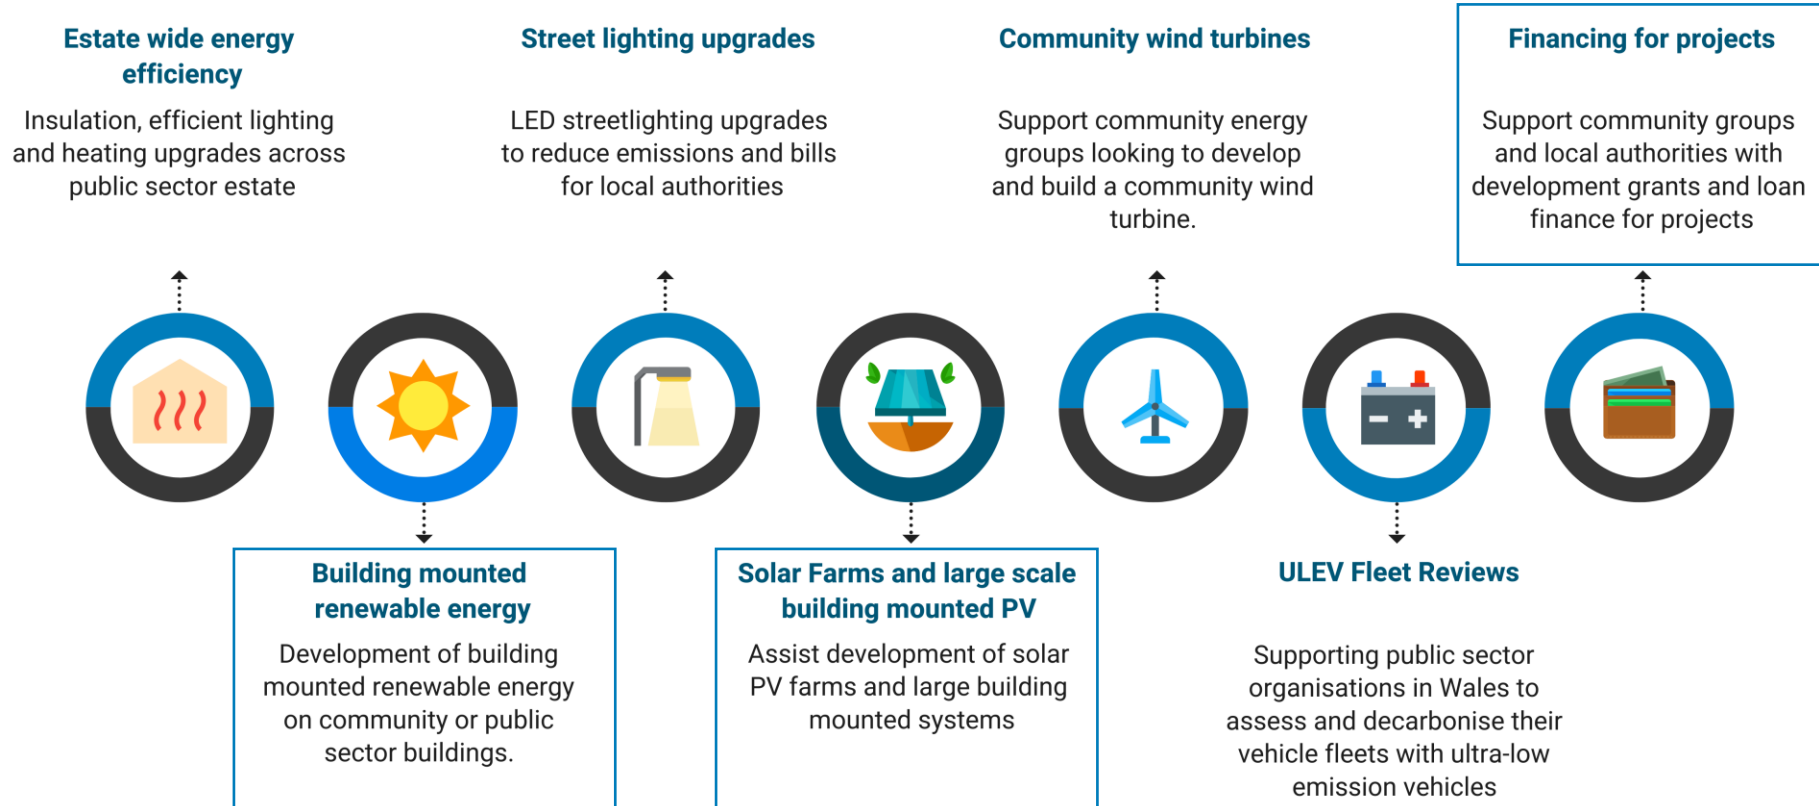 Estate wide energy
efficiency
Insulation, efficient lighting
and heating upgrades across
public sector estate
Street lighting upgrades
LED streetlighting upgrades
to reduce emissions and bills
for local authorities
Community wind turbines
Support community energy
groups looking to develop
and build a community wind
turbine.
Financing for projects
Support community groups
and local authorities with
development grants and loan
finance for projects
Building mounted
renewable energy
Development of building
mounted renewable energy
on community or public
sector buildings.
Solar Farms and large scale
building mounted PV
Assist development of solar
PV farms and large building
mounted systems
ULEV Fleet Reviews
Supporting public sector
organisations in Wales to
assess and decarbonise their
vehicle fleets with ultra-low
emission vehicles